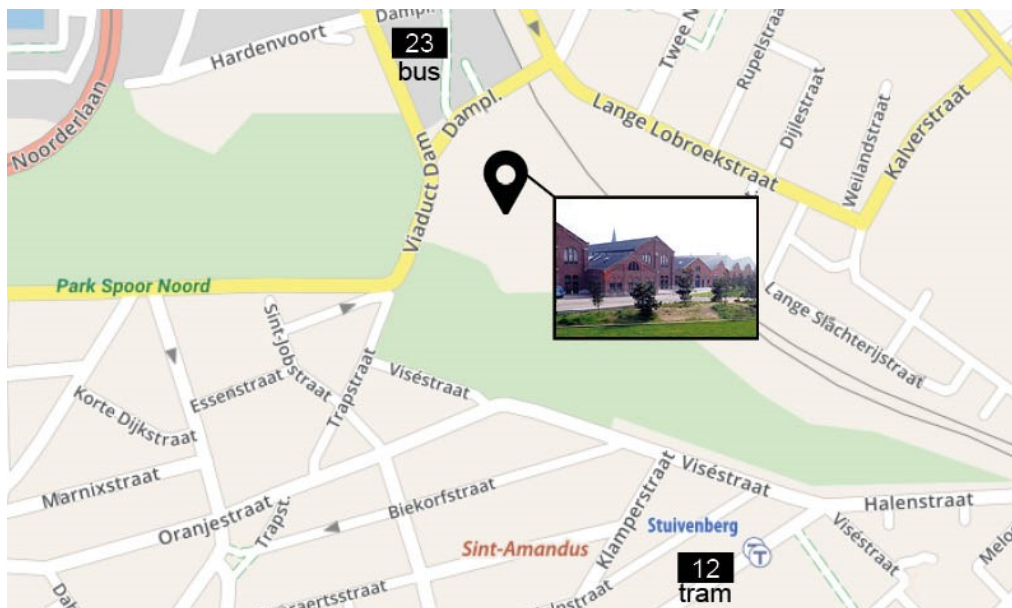 Dampl.
23
bus
Hardenvoort
Noorderlaan
Dampl.
Viaduct Dam
Twee N
Rupelstraat
Dijlestraat
Lange Lobroekstraat
Weilandstraat
Kalverstraat
Park Spoor Noord
Sint-Jobstraat
Lange Slachterijstraat
Viséstraat
Essenstraat
Trapstraat
Korte Dijkstraat
Marnixstraat
Oranjestraat
Trapst.
Biekorfstraat
Klamperstraat
Viséstraat
Halenstraat
Stuivenberg
Viséstraat
Sint-Amandus
12
tram